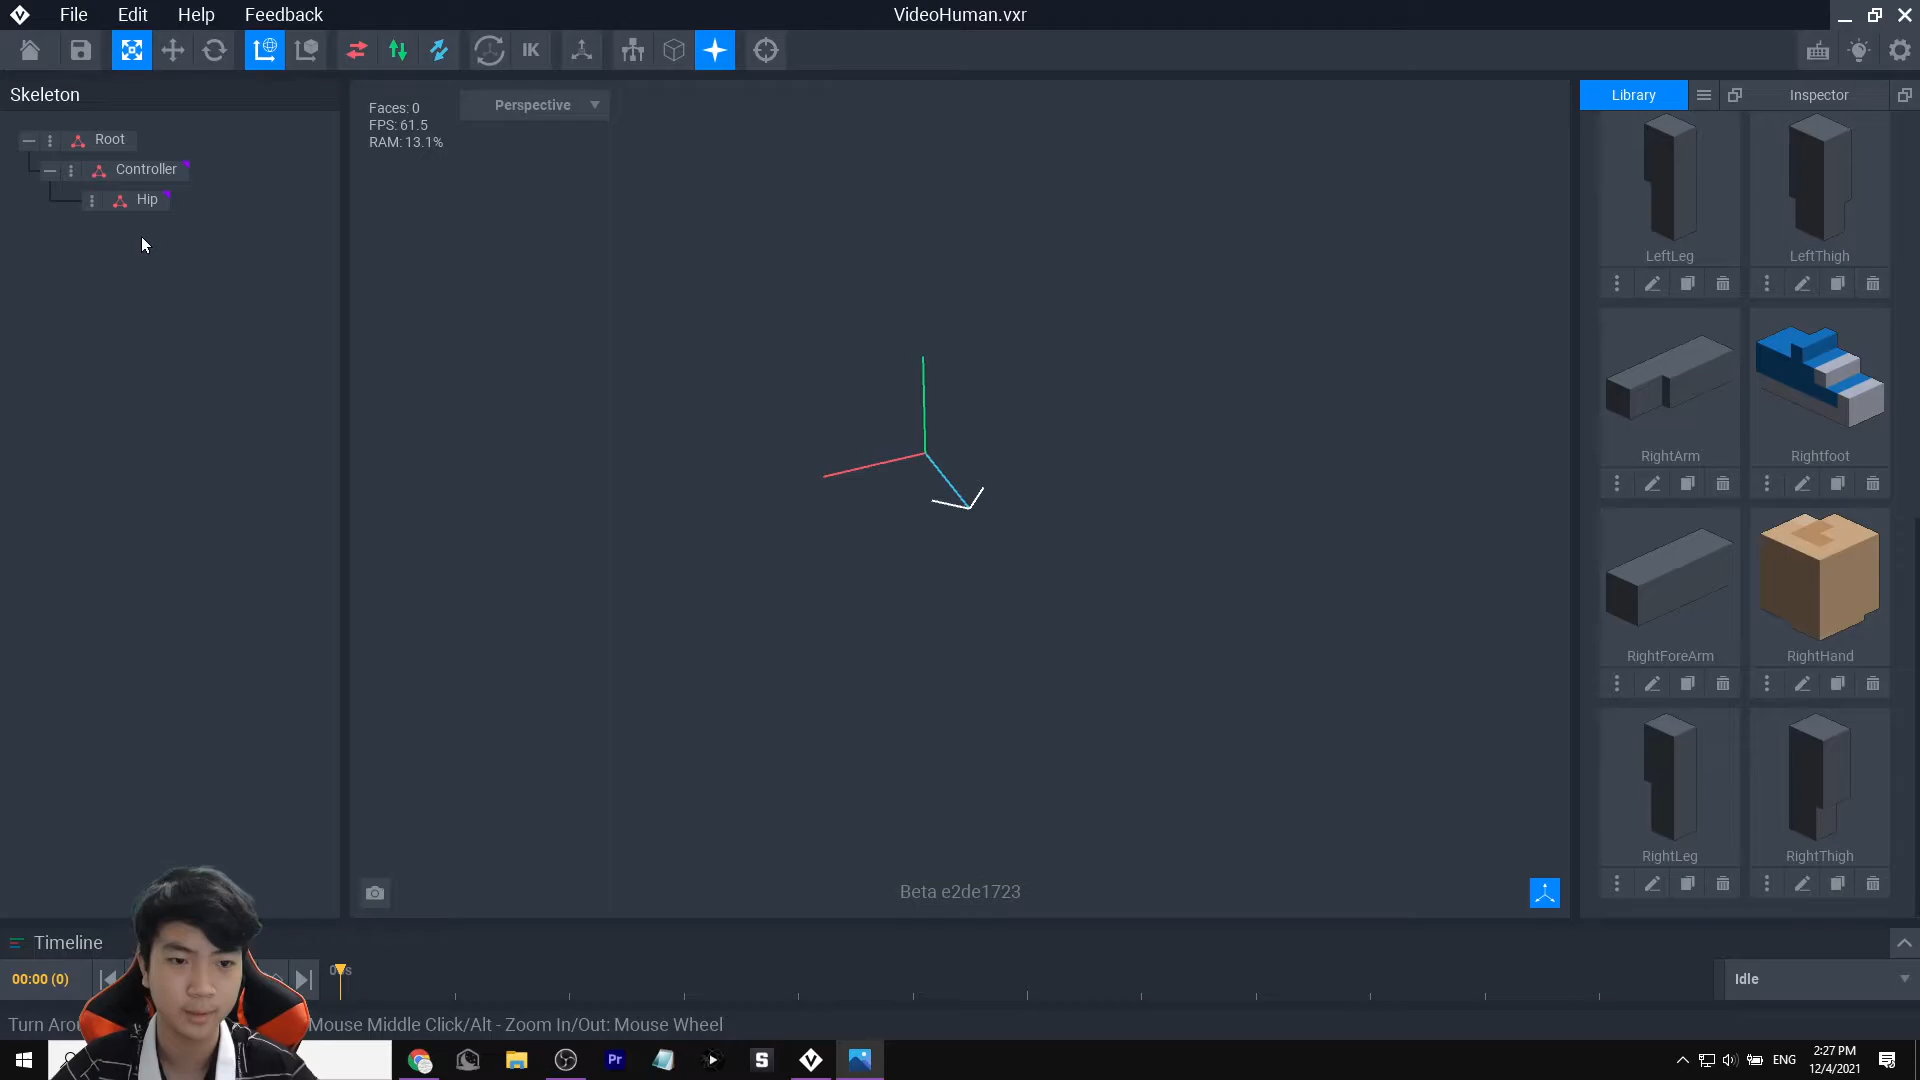 File Edit Help Feedback
VideoHuman.vxr
IK
Skeleton
Root
Controller
Hip
Faces: 0
FPS: 61.5
RAM: 13.1%
Perspective
Library
Inspector
LeftLeg
LeftThigh
RightArm
Rightfoot
RightForeArm
RightHand
RightLeg
RightThigh
Beta e2de1723
Timeline
00:00 (0)
Idle
Mouse Middle Click/Alt - Zoom In/Out: Mouse Wheel
Pr
S
ENG
2:27 PM
12/4/2021